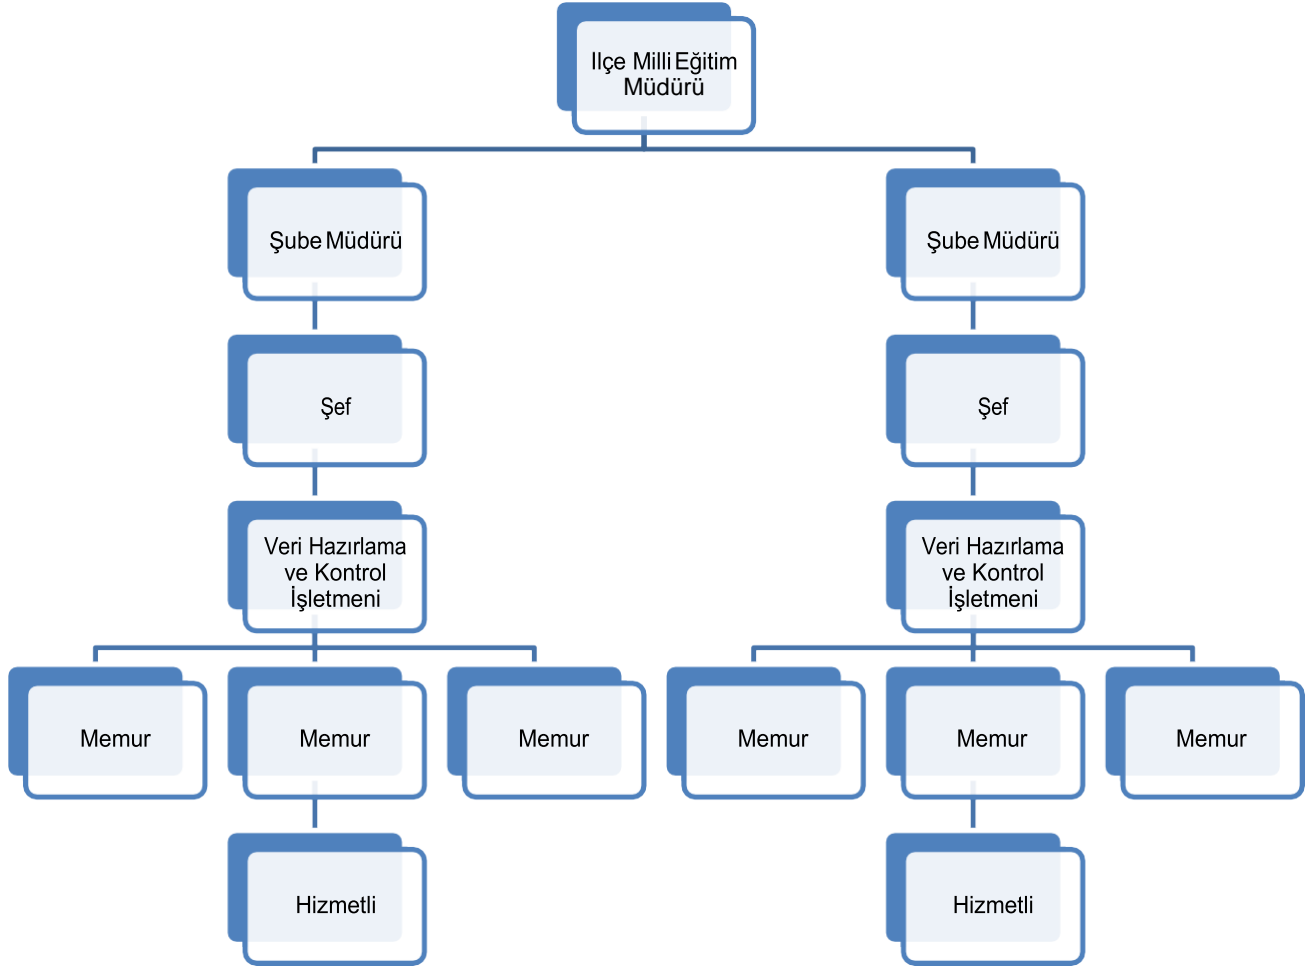 Ilçe Milli Eğitim
Müdürü
Şube Müdürü
Şube Müdürü
Şef
Şef
Veri Hazırlama
ve Kontrol
İşletmeni
Veri Hazırlama
ve Kontrol
İşletmeni
Memur
Memur
Memur
Memur
Memur
Memur
Hizmetli
Hizmetli